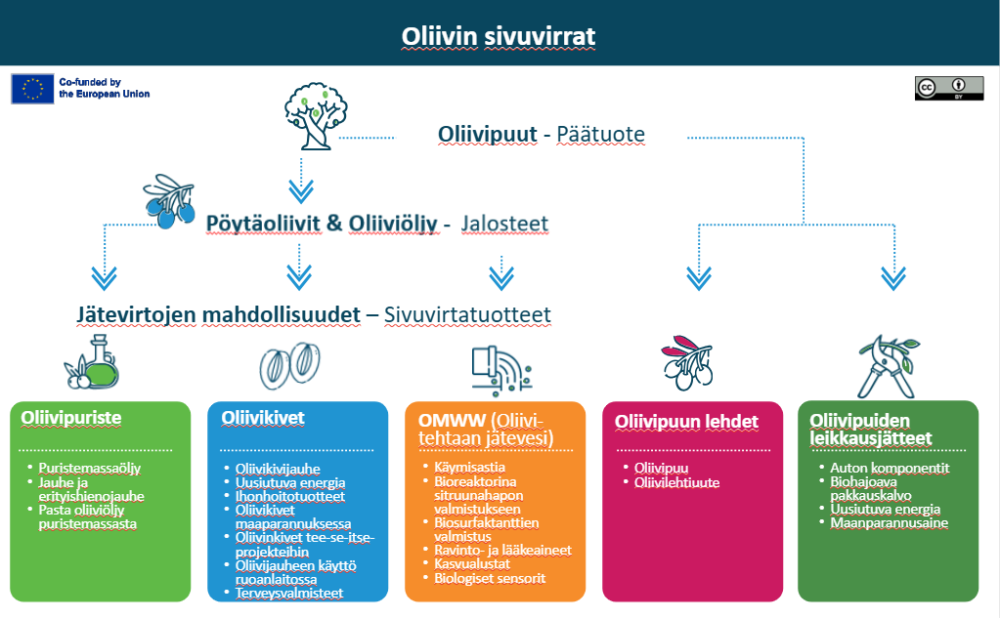 Oliivin sivuvirrat
Co-funded by
the European Union
CC BY
Oliivipuut - Päätuote
Pöytäoliivit & Oliiviöljy - Jalosteet
Jätevirtojen mahdollisuudet – Sivuvirtatuotteet
Oliivipuriste
• Puristemassaöljy
• Jauhe ja
erityishienojauhe
• Pasta oliiviöljy
puristemassasta
Oliivikivet
• Oliivikivijauhe
• Uusiutuva energia
• Ihonhoitotuotteet
• Oliivikivet
maaparannuksessa
• Oliivinkivet tee-se-itse-
projekteihin
• Oliivijauheen käyttö
ruoanlaitossa
• Terveysvalmisteet
OMWW (Oliivi-
tehtaan jätevesi)
• Käymisastia
• Bioreaktorina
sitruunahapon
valmistukseen
• Biosurfaktanttien
valmistus
• Ravinto- ja lääkeaineet
• Kasvualustat
• Biologiset sensorit
Oliivipuun lehdet
• Oliivipuu
• Oliivilehtiuute
Oliivipuiden
leikkausjätteet
• Auton komponentit
• Biohajoava
pakkauskalvo
• Uusiutuva energia
• Maanparannusaine